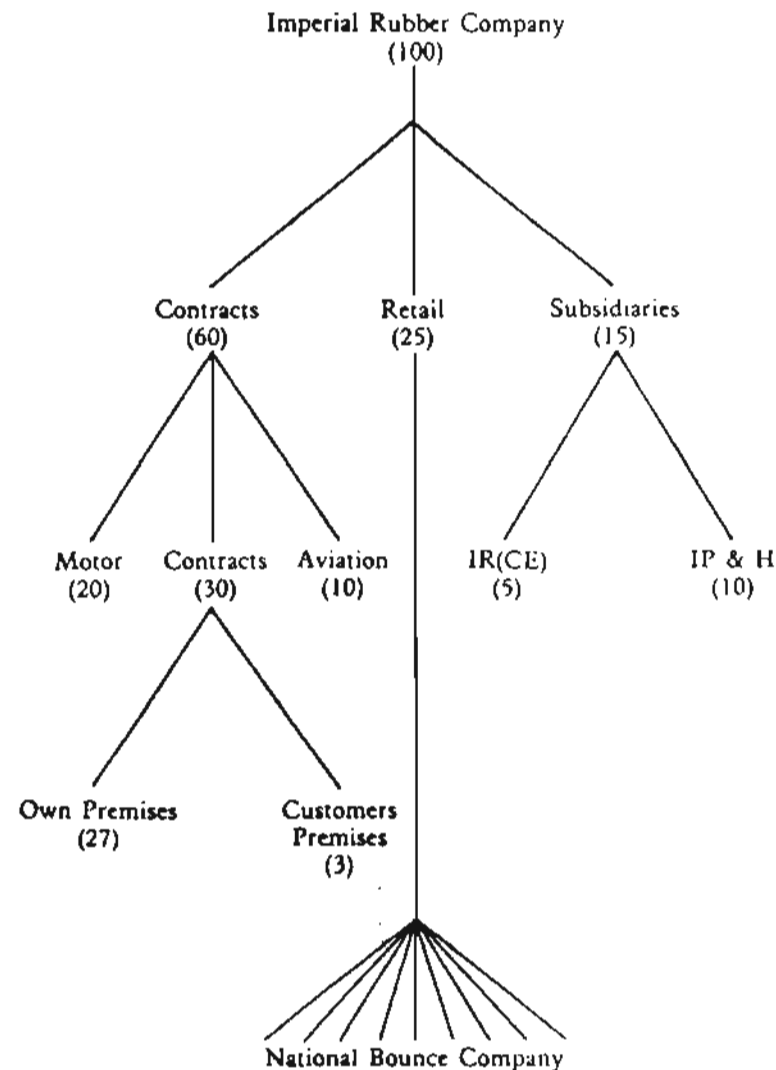 Imperial Rubber Company
(100)
Contracts
(60)
Retail
(25)
Subsidiaries
(15)
Motor
(20)
Contracts
(30)
Aviation
(10)
IR(CE)
(5)
IP & H
(10)
Own Premises
(27)
Customers
Premises
(3)
National Bounce Company